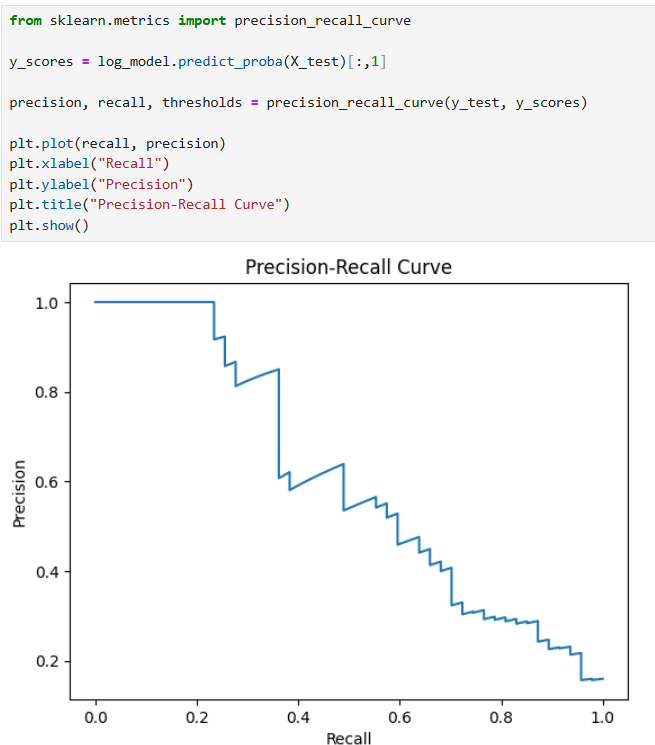 from sklearn.metrics import precision_recall_curve
y_scores = log_model.predict_proba(X_test)[:,1]
precision, recall, thresholds = precision_recall_curve(y_test, y_scores)
plt.plot(recall, precision)
plt.xlabel("Recall")
plt.ylabel("Precision")
plt.title("Precision-Recall Curve")
plt.show()
Precision-Recall Curve
1.0
0.8
0.6
0.4
0.2
Precision
0.0 0.2 0.4 0.6 0.8 1.0
Recall